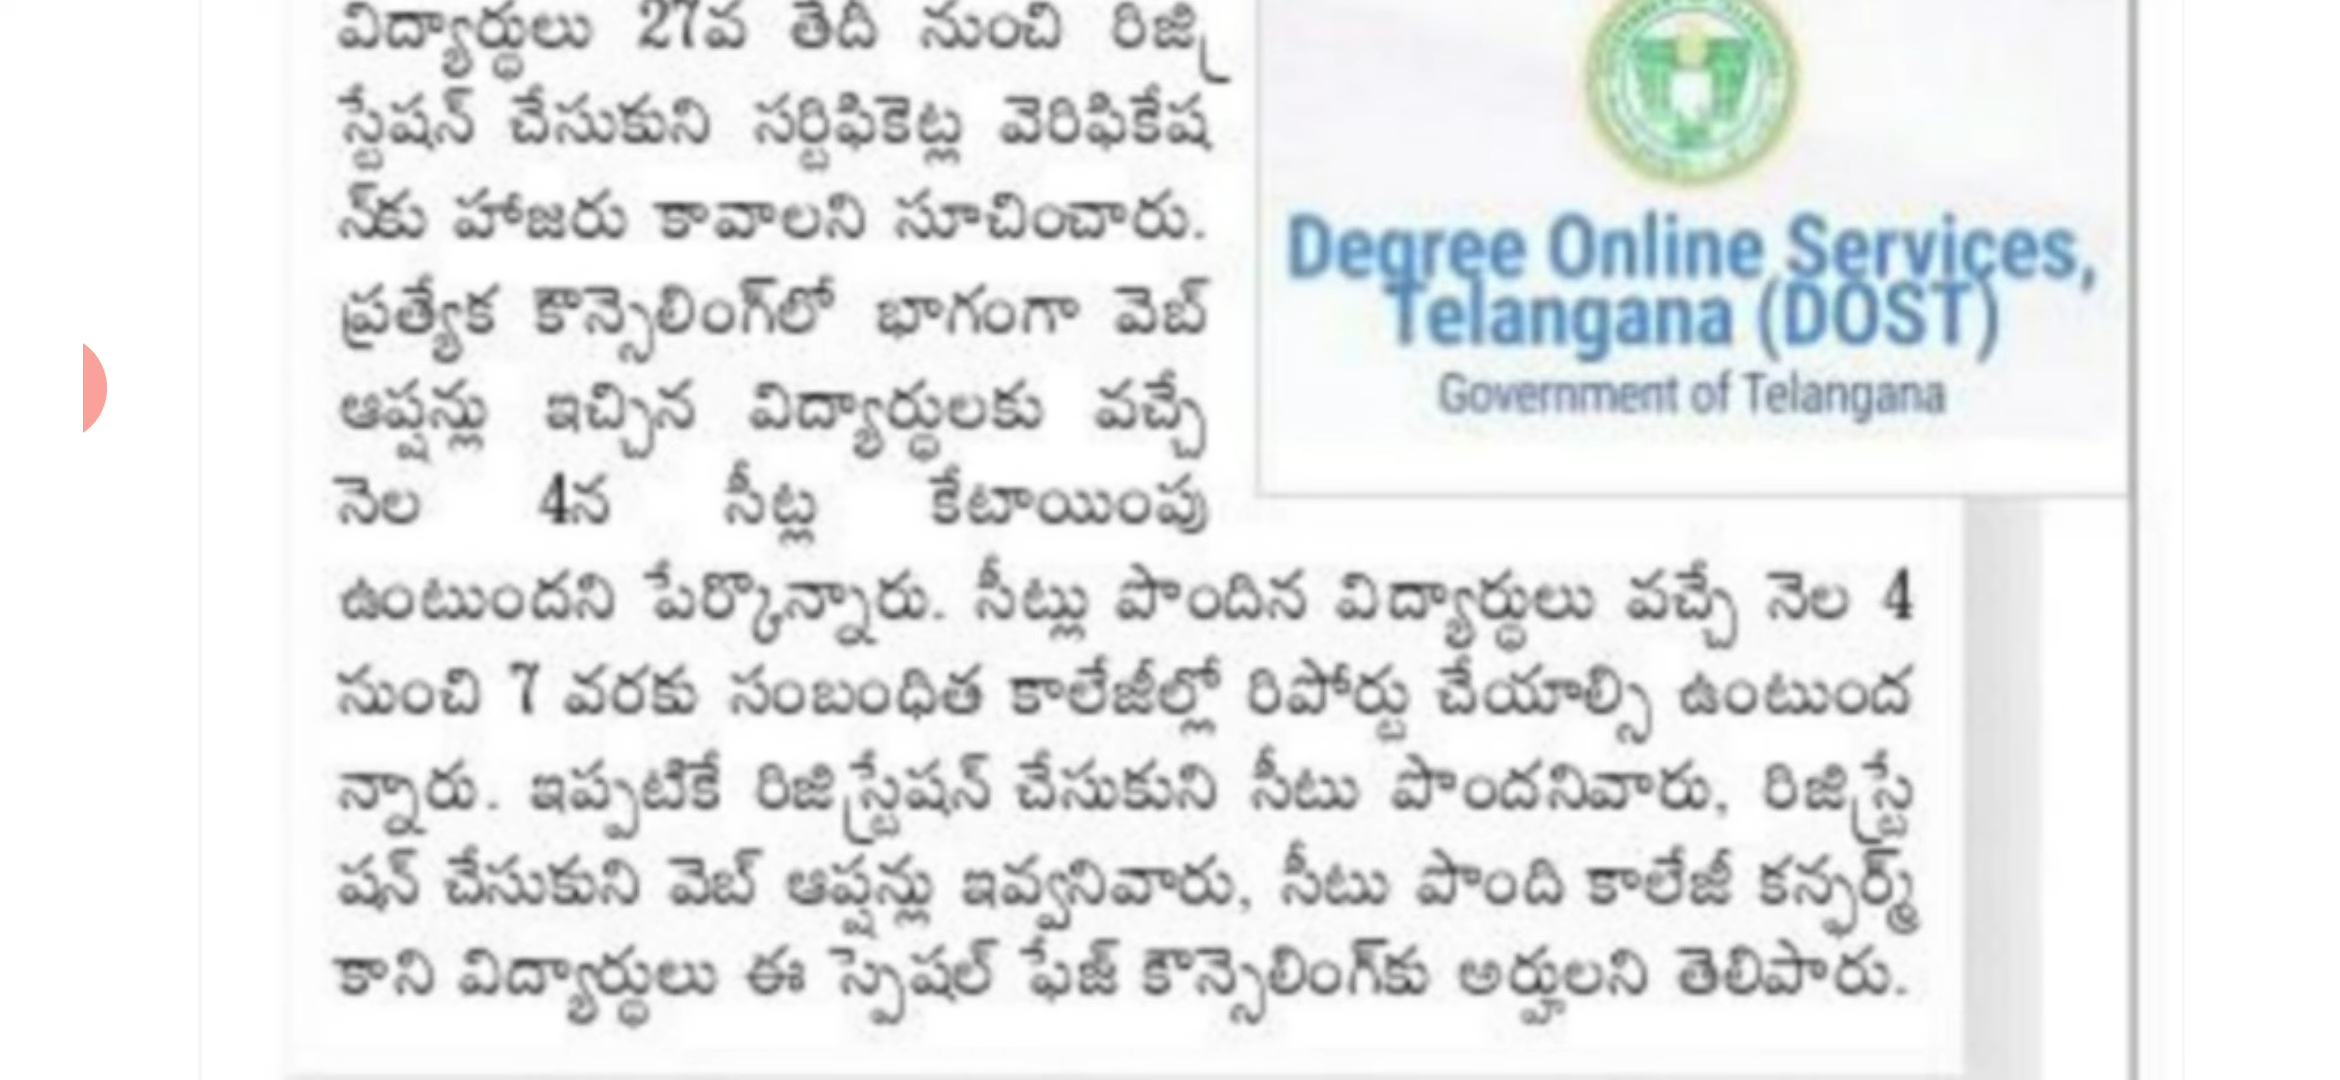 విద్యార్థులు 27వ తేదీ నుంచి రిజి
స్ట్రేషన్ చేసుకుని సర్టిఫికెట్ల వెరిఫికేష
న్‌కు హాజరు కావాలని సూచించారు.
ప్రత్యేక కౌన్సెలింగ్‌లో భాగంగా వెబ్
ఆప్షన్లు ఇచ్చిన విద్యార్థులకు వచ్చే
నెల 4న సీట్ల కేటాయింపు
ఉంటుందని పేర్కొన్నారు. సీట్లు పొందిన విద్యార్థులు వచ్చే నెల 4
నుంచి 7 వరకు సంబంధిత కాలేజీల్లో రిపోర్టు చేయాల్సి ఉంటుంద
న్నారు. ఇప్పటికే రిజిస్ట్రేషన్ చేసుకుని సీటు పొందనివారు, రిజిస్ట్రే
షన్ చేసుకుని వెబ్ ఆప్షన్లు ఇవ్వనివారు, సీటు పొంది కాలేజీ కన్ఫర్మ్
కాని విద్యార్థులు ఈ స్పెషల్ ఫేజ్ కౌన్సెలింగ్‌కు అర్హులని తెలిపారు.
Degree Online Services,
Telangana (DOST)
Government of Telangana